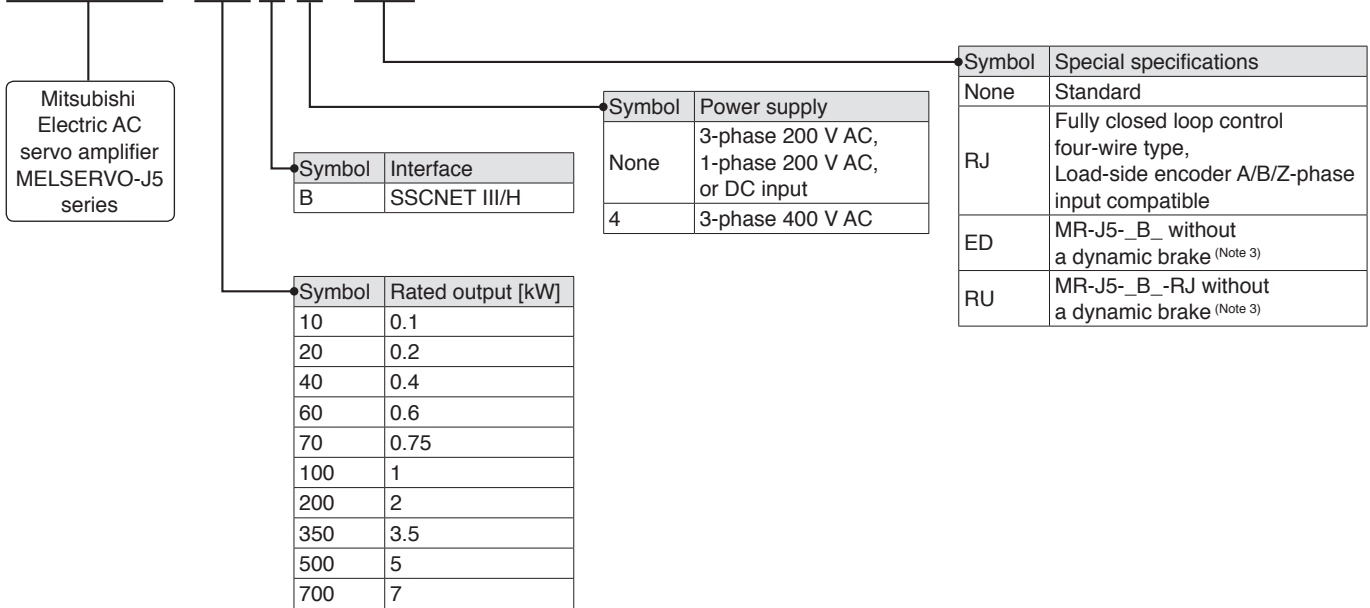 Mitsubishi
Electric AC
servo amplifier
MELSERVO-J5
series
Symbol Interface
B SSCNET III/H
Symbol Rated output [kW]
10 0.1
20 0.2
40 0.4
60 0.6
70 0.75
100 1
200 2
350 3.5
500 5
700 7
Symbol Power supply
None 3-phase 200 V AC,
1-phase 200 V AC,
or DC input
4 3-phase 400 V AC
Symbol Special specifications
None Standard
RJ Fully closed loop control
four-wire type,
Load-side encoder A/B/Z-phase
input compatible
ED MR-J5-_B_ without
a dynamic brake (Note 3)
RU MR-J5-_B_-RJ without
a dynamic brake (Note 3)